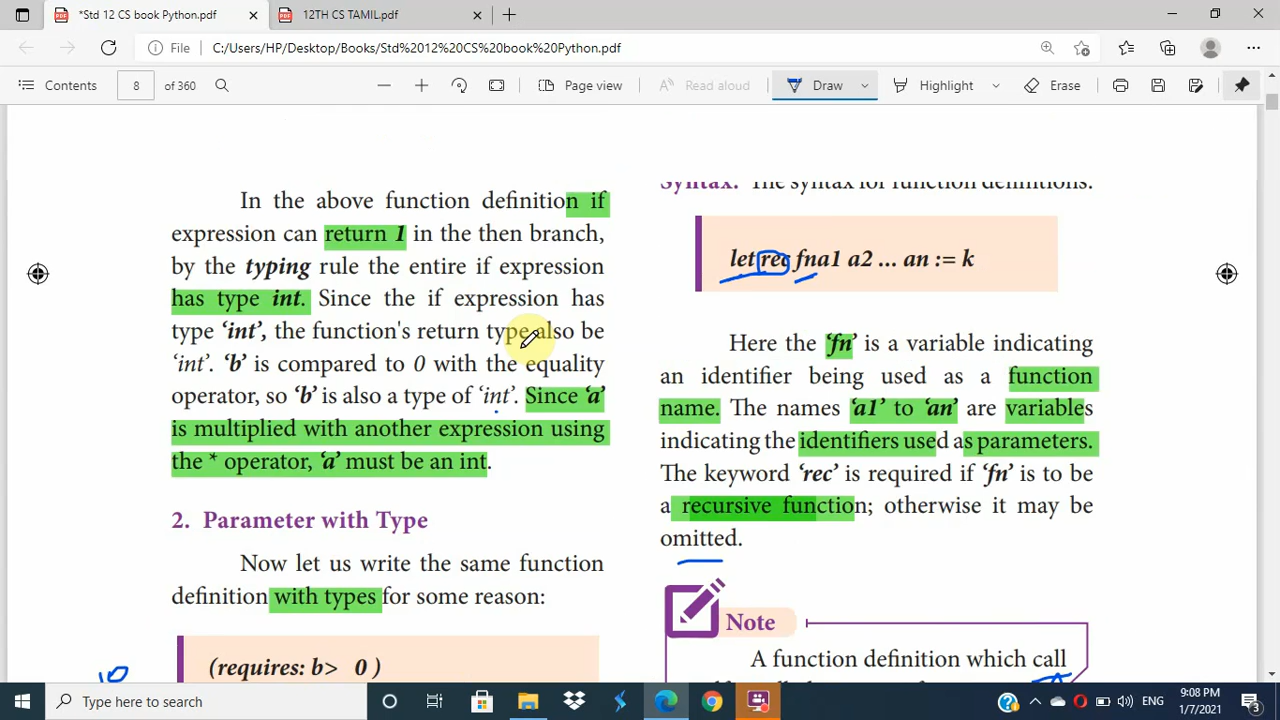 *Std 12 CS book Python.pdf
12TH CS TAMIL.pdf
File
C:/Users/HP/Desktop/Books/Std%2012%20CS%20book%20Python.pdf
Contents
8
of 360
Page view
Read aloud
Draw
Highlight
Erase
In the above function definition if
expression can return 1 in the then branch,
by the typing rule the entire if expression
has type int. Since the if expression has
type ‘int’, the function's return type also be
‘int’. ‘b’ is compared to 0 with the equality
operator, so ‘b’ is also a type of ‘int’. Since ‘a’
is multiplied with another expression using
the * operator, ‘a’ must be an int.
2. Parameter with Type
Now let us write the same function
definition with types for some reason:
(requires: b> 0 )
Syntax: The syntax for function definitions:
let rec fna1 a2 ... an := k
Here the ‘fn’ is a variable indicating
an identifier being used as a function
name. The names ‘a1’ to ‘an’ are variables
indicating the identifiers used as parameters.
The keyword ‘rec’ is required if ‘fn’ is to be
a recursive function; otherwise it may be
omitted.
Note
A function definition which call
Type here to search
ENG
9:08 PM
1/7/2021
3